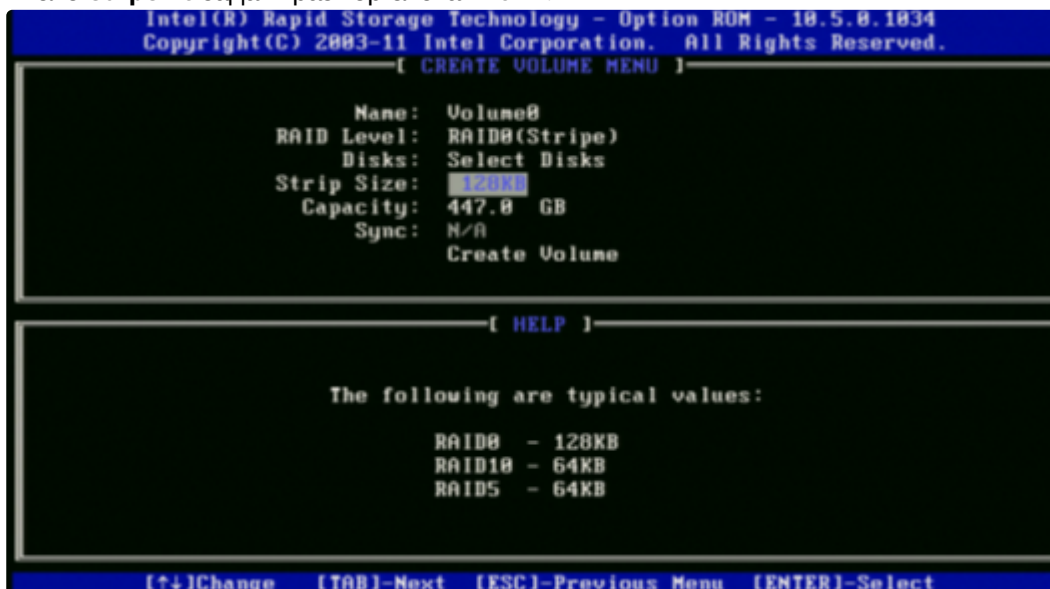 Intel(R) Rapid Storage Technology - Option ROM - 10.5.0.1034
Copyright(C) 2003-11 Intel Corporation. All Rights Reserved.
[ CREATE VOLUME MENU ]
Name: Volume0
RAID Level: RAID0(Stripe)
Disks: Select Disks
Strip Size: 128KB
Capacity: 447.0 GB
Sync: N/A
Create Volume
[ HELP ]
The following are typical values:
RAID0 - 128KB
RAID10 - 64KB
RAID5 - 64KB
[↑↓]Change [TAB]-Next [ESC]-Previous Menu [ENTER]-Select